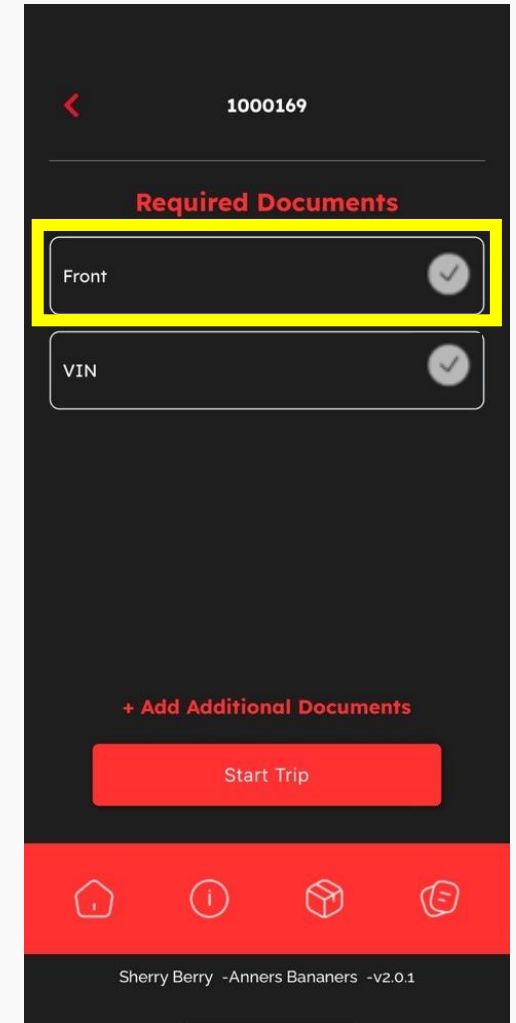 1000169
Required Documents
Front
VIN
+ Add Additional Documents
Start Trip
Sherry Berry -Anners Bananers -v2.0.1